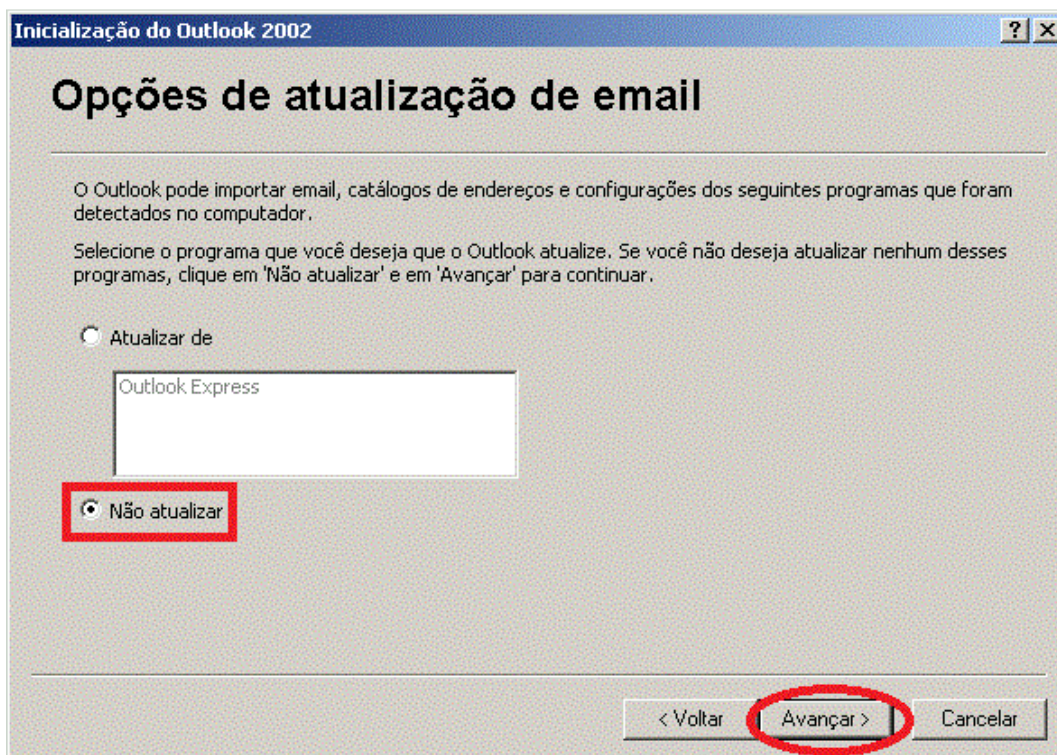 Inicialização do Outlook 2002
Opções de atualização de email
O Outlook pode importar email, catálogos de endereços e configurações dos seguintes programas que foram
detectados no computador.
Selecione o programa que você deseja que o Outlook atualize. Se você não deseja atualizar nenhum desses
programas, clique em 'Não atualizar' e em 'Avançar' para continuar.
Atualizar de
Outlook Express
Não atualizar
< Voltar Avançar > Cancelar